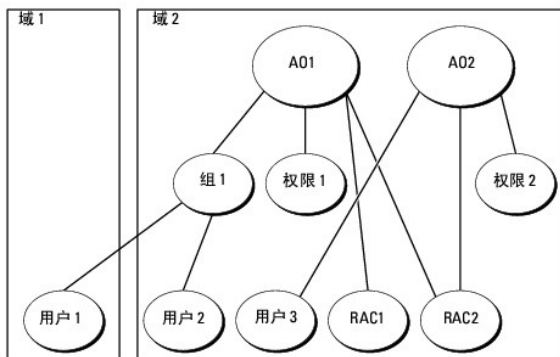 域 1
域 2
A01
A02
组 1
权限 1
权限 2
用户 1
用户 2
用户 3
RAC1
RAC2